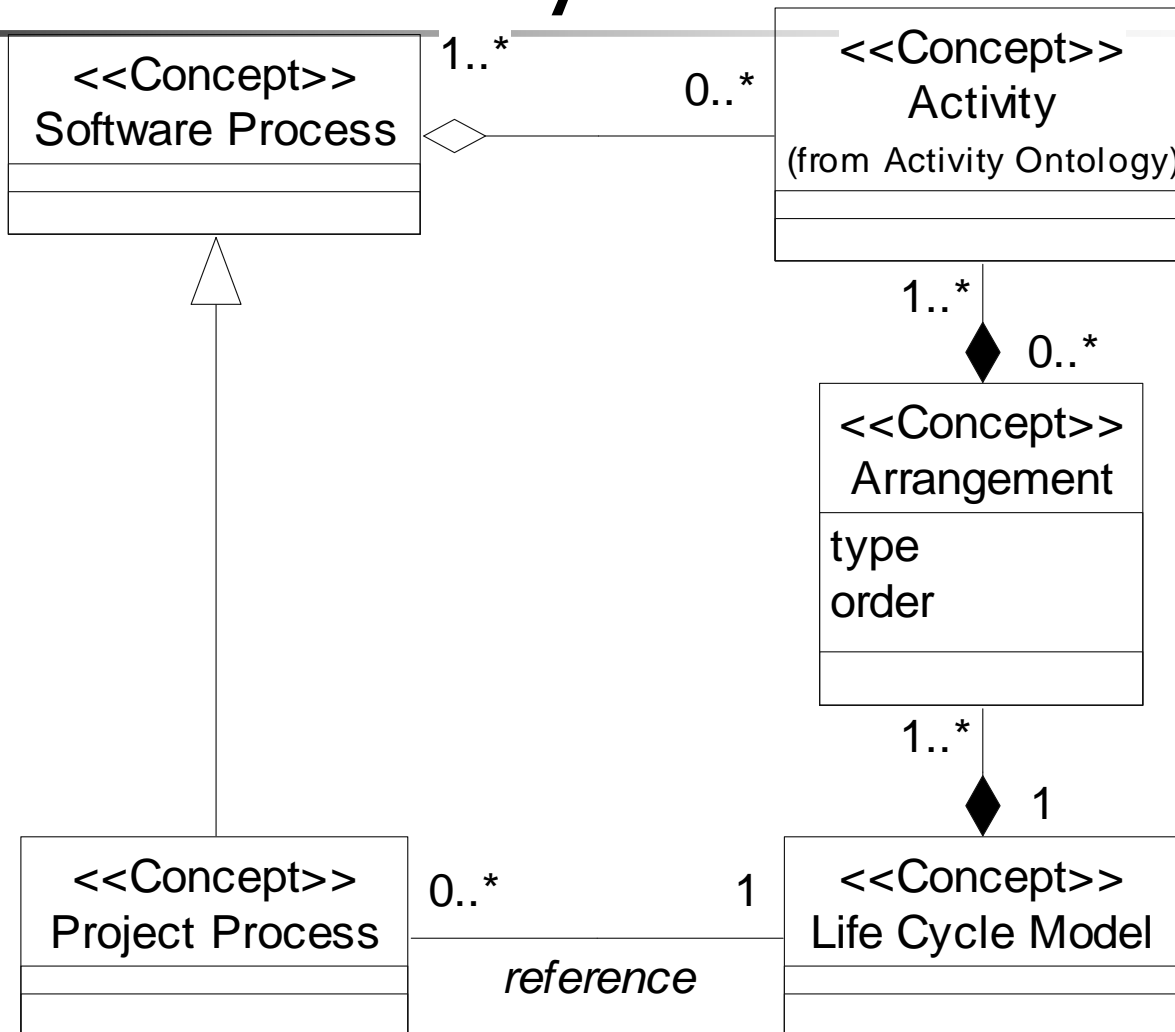 1..*
<<Concept>>
Software Process
0..*
<<Concept>>
Activity
(from Activity Ontology)
1..*
0..*
<<Concept>>
Arrangement
type
order
1..*
1
<<Concept>>
Project Process
0..*
1
reference
<<Concept>>
Life Cycle Model